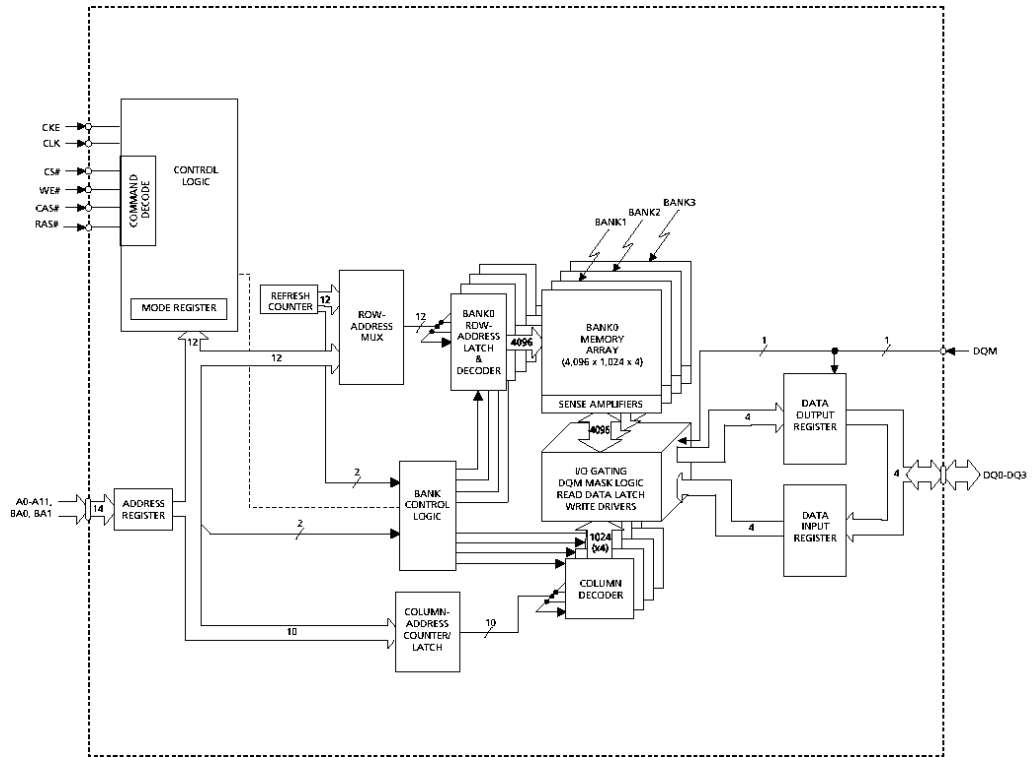 CKE
CLK
CS#
WE#
CAS#
RAS#
COMMAND
DECODE
CONTROL
LOGIC
MODE REGISTER
12
12
REFRESH
COUNTER
12
ROW-
ADDRESS
MUX
12
BANK0
ROW-
ADDRESS
LATCH
&
DECODER
4096
BANK1
BANK2
BANK3
BANK0
MEMORY
ARRAY
(4,096 x 1,024 x 4)
SENSE AMPLIFIERS
4096
I/O GATING
DQM MASK LOGIC
READ DATA LATCH
WRITE DRIVERS
1024
(x4)
COLUMN
DECODER
2
2
BANK
CONTROL
LOGIC
A0-A11,
BA0, BA1
14
ADDRESS
REGISTER
10
COLUMN-
ADDRESS
COUNTER/
LATCH
10
1
1
DQM
DATA
OUTPUT
REGISTER
4
4
DQ0-DQ3
4
DATA
INPUT
REGISTER